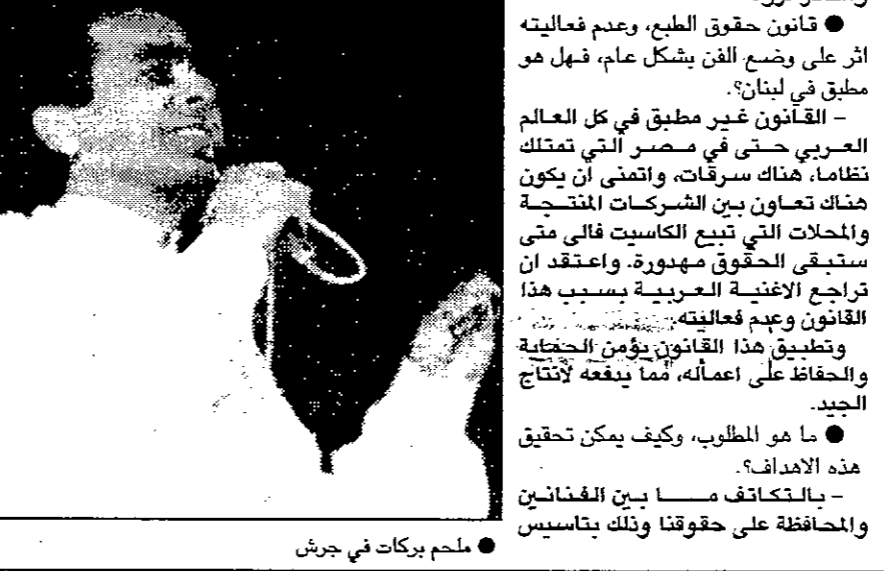 ● قانون حقوق الطبع، وعدم فعاليته
اثر على وضع الفن بشكل عام، فهل هو
مطبق في لبنان؟.
- القانون غير مطبق في كل العالم
العربي حتى في مصر التي تمتلك
نظاما، هناك سرقات، واتمنى ان يكون
هناك تعاون بين الشركات المنتجة
والمحلات التي تبيع الكاسيت فالى متى
ستبقى الحقوق مهدورة. واعتقد ان
تراجع الاغنية العربية بسبب هذا
القانون وعدم فعاليته.
وتطبيق هذا القانون يؤمن الحماية
والحفاظ على اعماله، مما يدفعه لانتاج
الجيد.
● ما هو المطلوب، وكيف يمكن تحقيق
هذه الاهداف؟.
- بالتكاتف ما بين الفنانين
والمحافظة على حقوقنا وذلك بتاسيس
● ملحم بركات في جرش